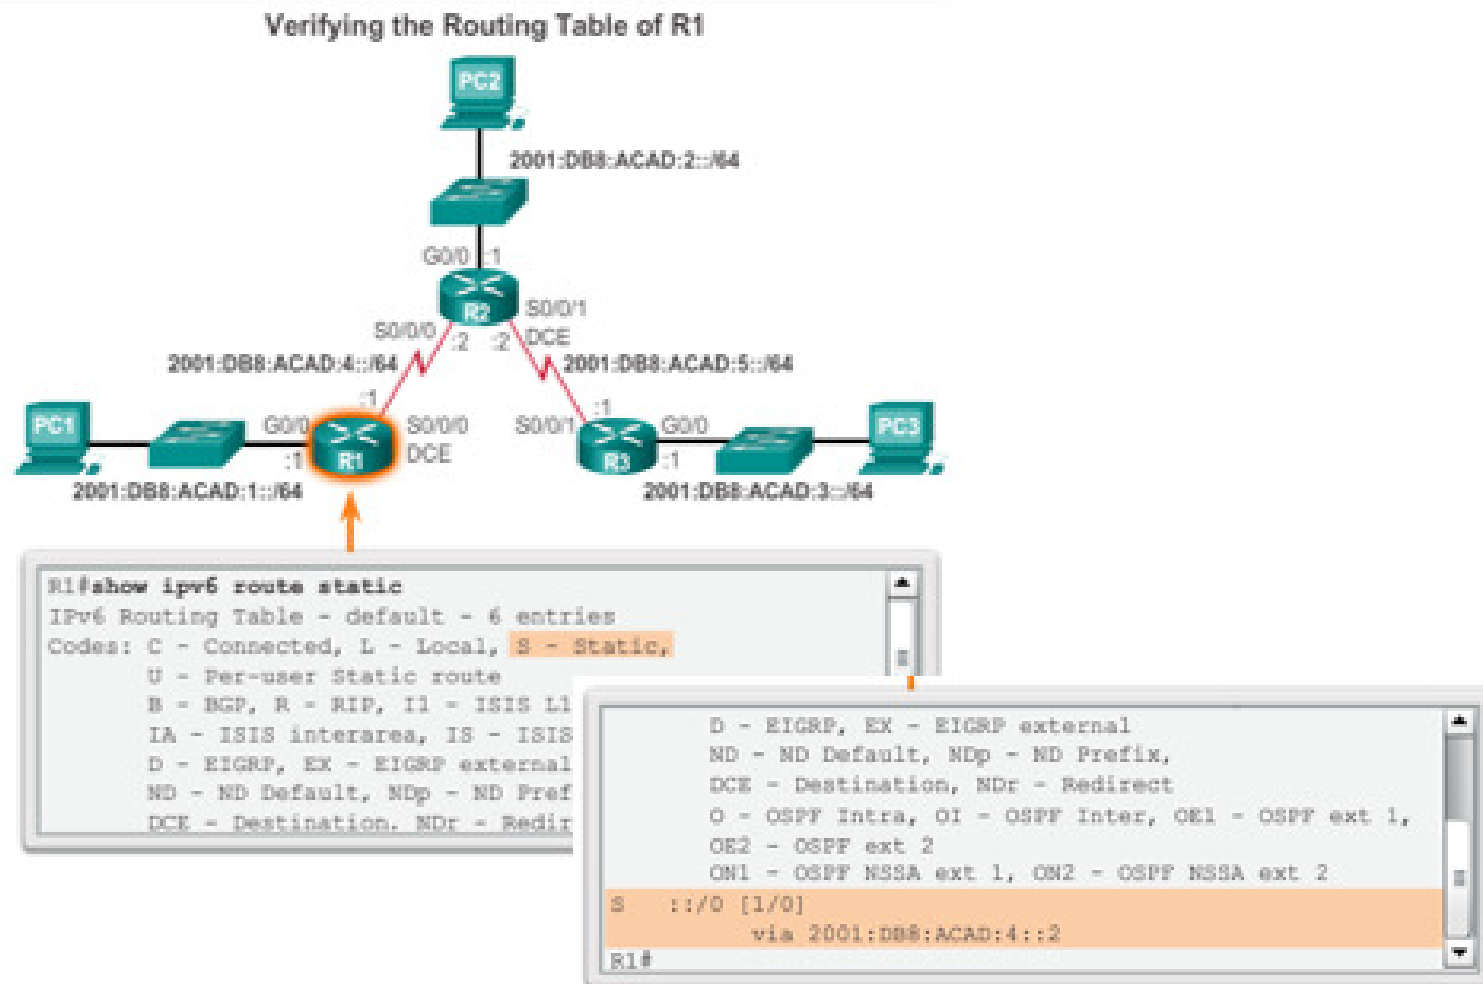 Verifying the Routing Table of R1
PC2
2001:DB8:ACAD:2::/64
G0/0 :1
R2
S0/0/1
DCE
S0/0/0
:2 :2
2001:DB8:ACAD:4::/64
2001:DB8:ACAD:5::/64
:1
:1
PC1
G0/0
:1
R1
S0/0/0
DCE
S0/0/1
R3
G0/0
:1
PC3
2001:DB8:ACAD:1::/64
2001:DB8:ACAD:3::/64
R1#show ipv6 route static
IPv6 Routing Table - default - 6 entries
Codes: C - Connected, L - Local, S - Static,
U - Per-user Static route
B - BGP, R - RIP, I1 - ISIS L1
IA - ISIS interarea, IS - ISIS
D - EIGRP, EX - EIGRP external
ND - ND Default, NDp - ND Pref
DCE - Destination. NDr - Redir
D - EIGRP, EX - EIGRP external
ND - ND Default, NDp - ND Prefix,
DCE - Destination, NDr - Redirect
O - OSPF Intra, OI - OSPF Inter, OE1 - OSPF ext 1,
OE2 - OSPF ext 2
ON1 - OSPF NSSA ext 1, ON2 - OSPF NSSA ext 2
S ::/0 [1/0]
via 2001:DB8:ACAD:4::2
R1#